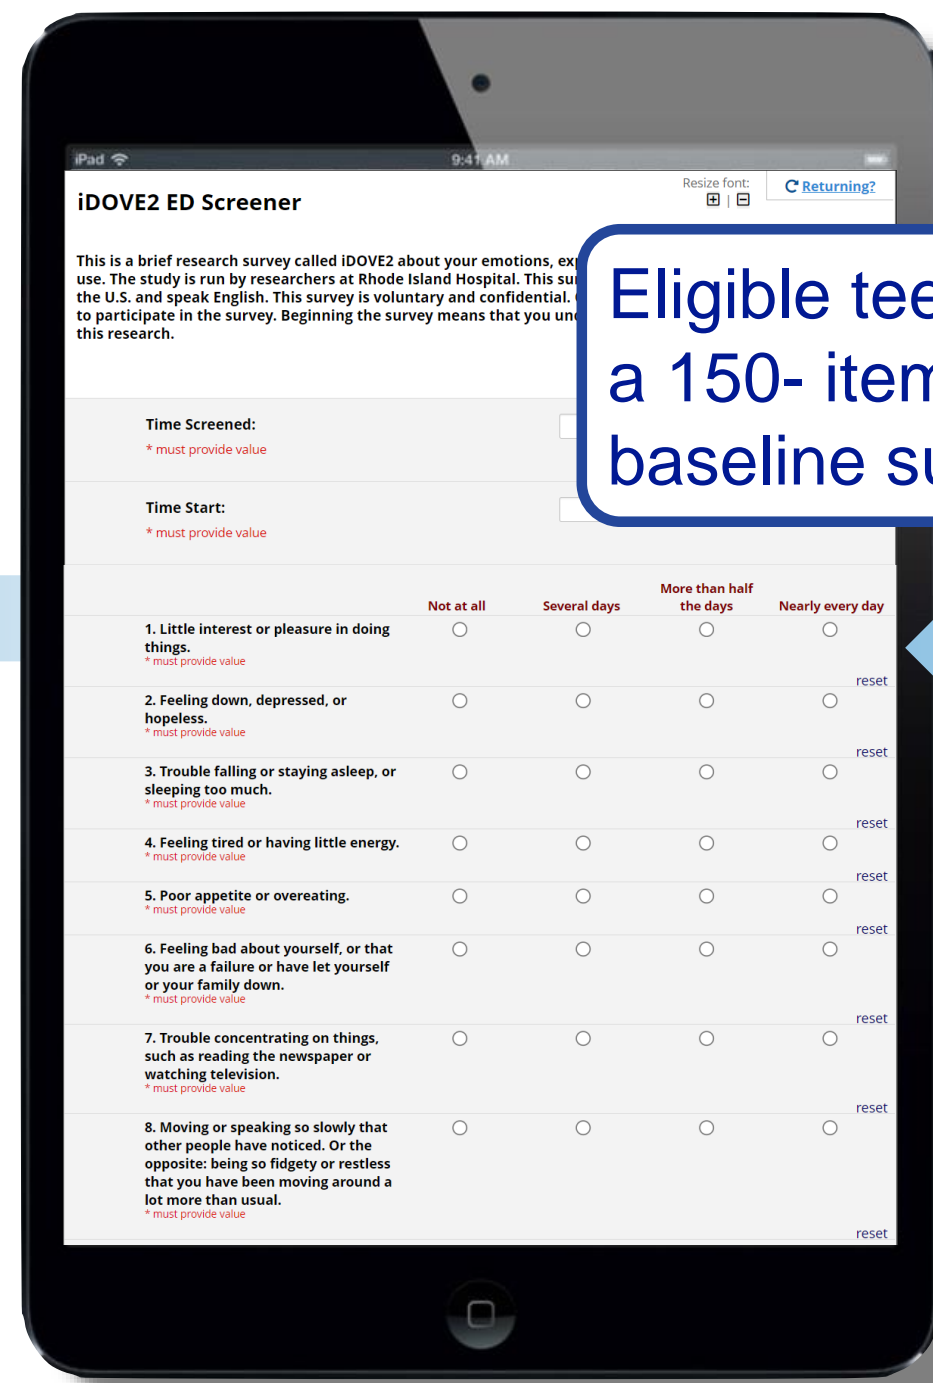 iPad
9:41 AM
iDOVE2 ED Screener
Resize font:
Returning?
This is a brief research survey called iDOVE2 about your emotions,
use. The study is run by researchers at Rhode Island Hospital. This
the U.S. and speak English. This survey is voluntary and confidential.
to participate in the survey. Beginning the survey means that you
this research.
Eligible
a 150- item
baseline
Time Screened:
* must provide value
Time Start:
* must provide value
Not at all Several days More than half the days Nearly every day
1. Little interest or pleasure in doing
things.
* must provide value
reset
2. Feeling down, depressed, or
hopeless.
* must provide value
reset
3. Trouble falling or staying asleep, or
sleeping too much.
* must provide value
reset
4. Feeling tired or having little energy.
* must provide value
reset
5. Poor appetite or overeating.
* must provide value
reset
6. Feeling bad about yourself, or that
you are a failure or have let yourself
or your family down.
* must provide value
reset
7. Trouble concentrating on things,
such as reading the newspaper or
watching television.
* must provide value
reset
8. Moving or speaking so slowly that
other people have noticed. Or the
opposite: being so fidgety or restless
that you have been moving around a
lot more than usual.
* must provide value
reset